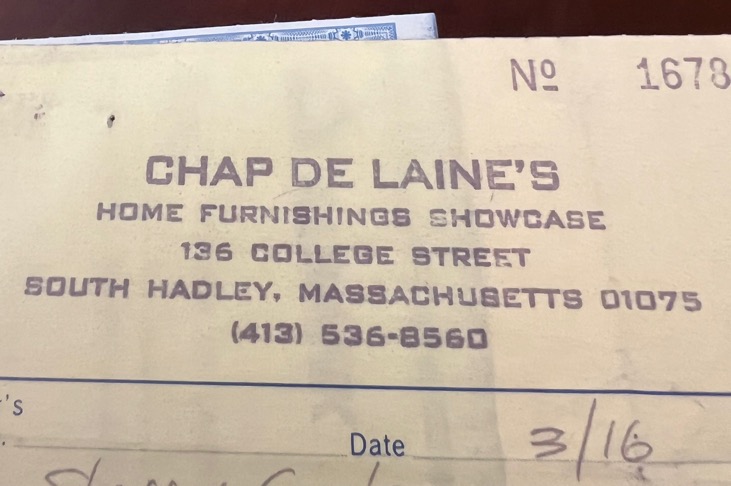 Nº 1678
CHAP DE LAINE'S
HOME FURNISHINGS SHOWCASE
136 COLLEGE STREET
SOUTH HADLEY, MASSACHUSETTS 01075
(413) 536-8560
's
Date 3/16